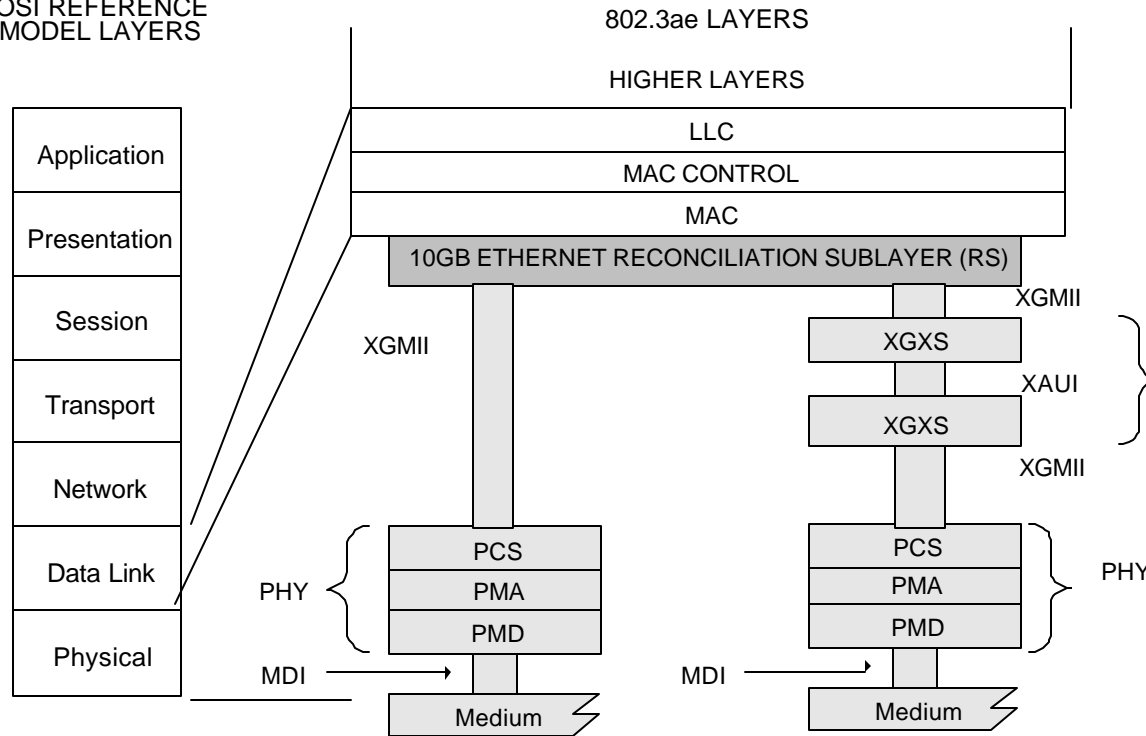 OSI REFERENCE
MODEL LAYERS
Application
Presentation
Session
Transport
Network
Data Link
Physical
802.3ae LAYERS
HIGHER LAYERS
LLC
MAC CONTROL
MAC
10GB ETHERNET RECONCILIATION SUBLAYER (RS)
XGMII
PCS
PMA
PMD
PHY
MDI
Medium
XGMII
XGXS
XAUI
XGXS
XGMII
PCS
PMA
PMD
PHY
MDI
Medium